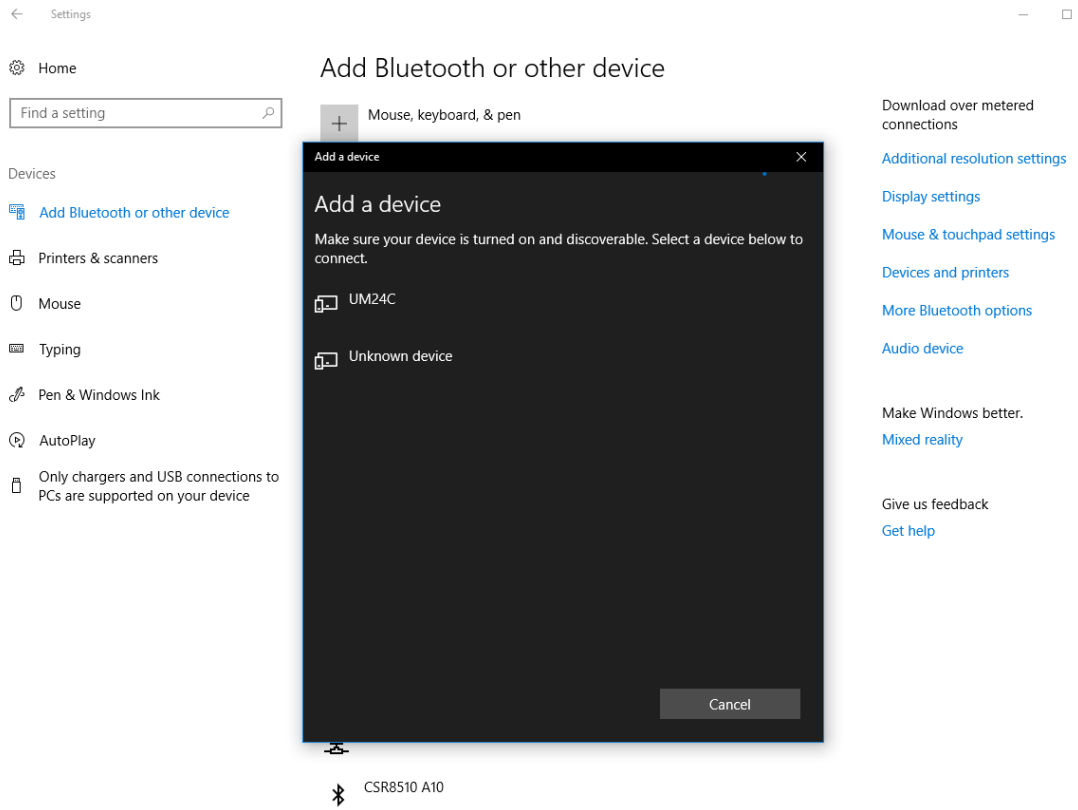 Settings
Home
Find a setting
Devices
Add Bluetooth or other device
Printers & scanners
Mouse
Typing
Pen & Windows Ink
AutoPlay
Only chargers and USB connections to
PCs are supported on your device
Add Bluetooth or other device
Mouse, keyboard, & pen
Add a device
Add a device
Make sure your device is turned on and discoverable. Select a device below to
connect.
UM24C
Unknown device
Cancel
CSR8510 A10
Download over metered
connections
Additional resolution settings
Display settings
Mouse & touchpad settings
Devices and printers
More Bluetooth options
Audio device
Make Windows better.
Mixed reality
Give us feedback
Get help